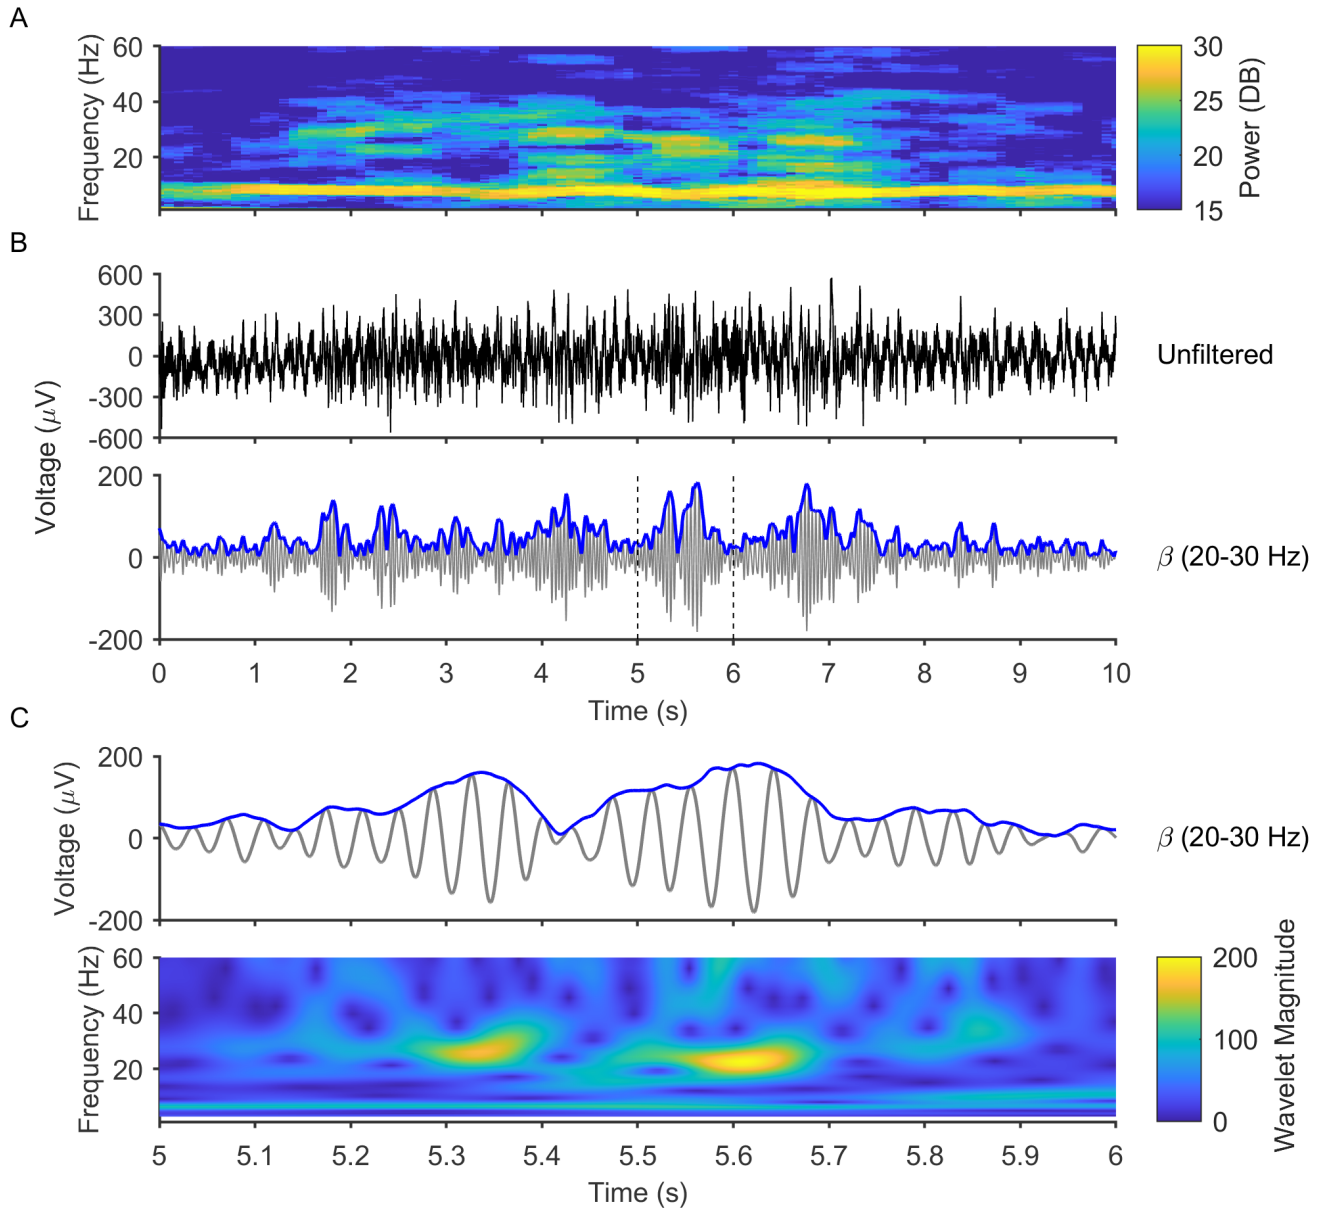 A
Frequency (Hz)
60
40
20
30
25
20
15
Power (DB)
B
Voltage (μV)
600
300
0
-300
-600
Unfiltered
200
0
-200
β (20-30 Hz)
0 1 2 3 4 5 6 7 8 9 10
Time (s)
C
Voltage (μV)
200
0
-200
β (20-30 Hz)
Frequency (Hz)
60
40
20
200
100
0
Wavelet Magnitude
5 5.1 5.2 5.3 5.4 5.5 5.6 5.7 5.8 5.9 6
Time (s)